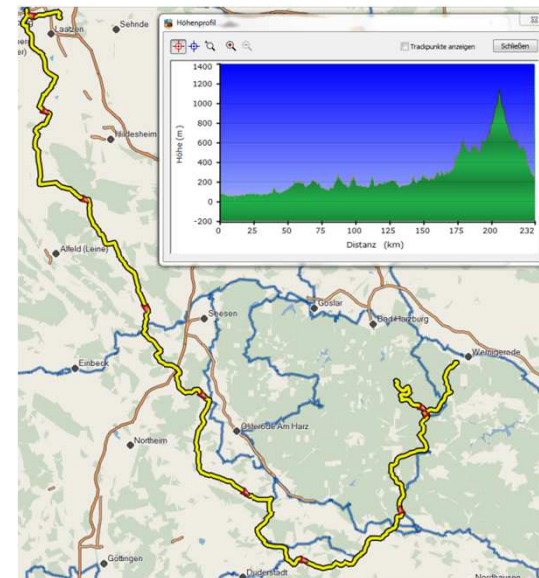 Sehnde
Laatzen
er)
Hildesheim
Alfeld (Leine)
Höhenprofil
Trackpunkte anzeigen
Schließen
Höhe (m)
1400
1200
1000
800
600
400
200
0
-200
0 25 50 75 100 125 150 175 200 232
Distanz (km)
Goslar
Seesen
Bad Harzburg
Wernigerode
Einbeck
Osterode Am Harz
Northeim
Göttingen
Duderstadt
Nordhausen